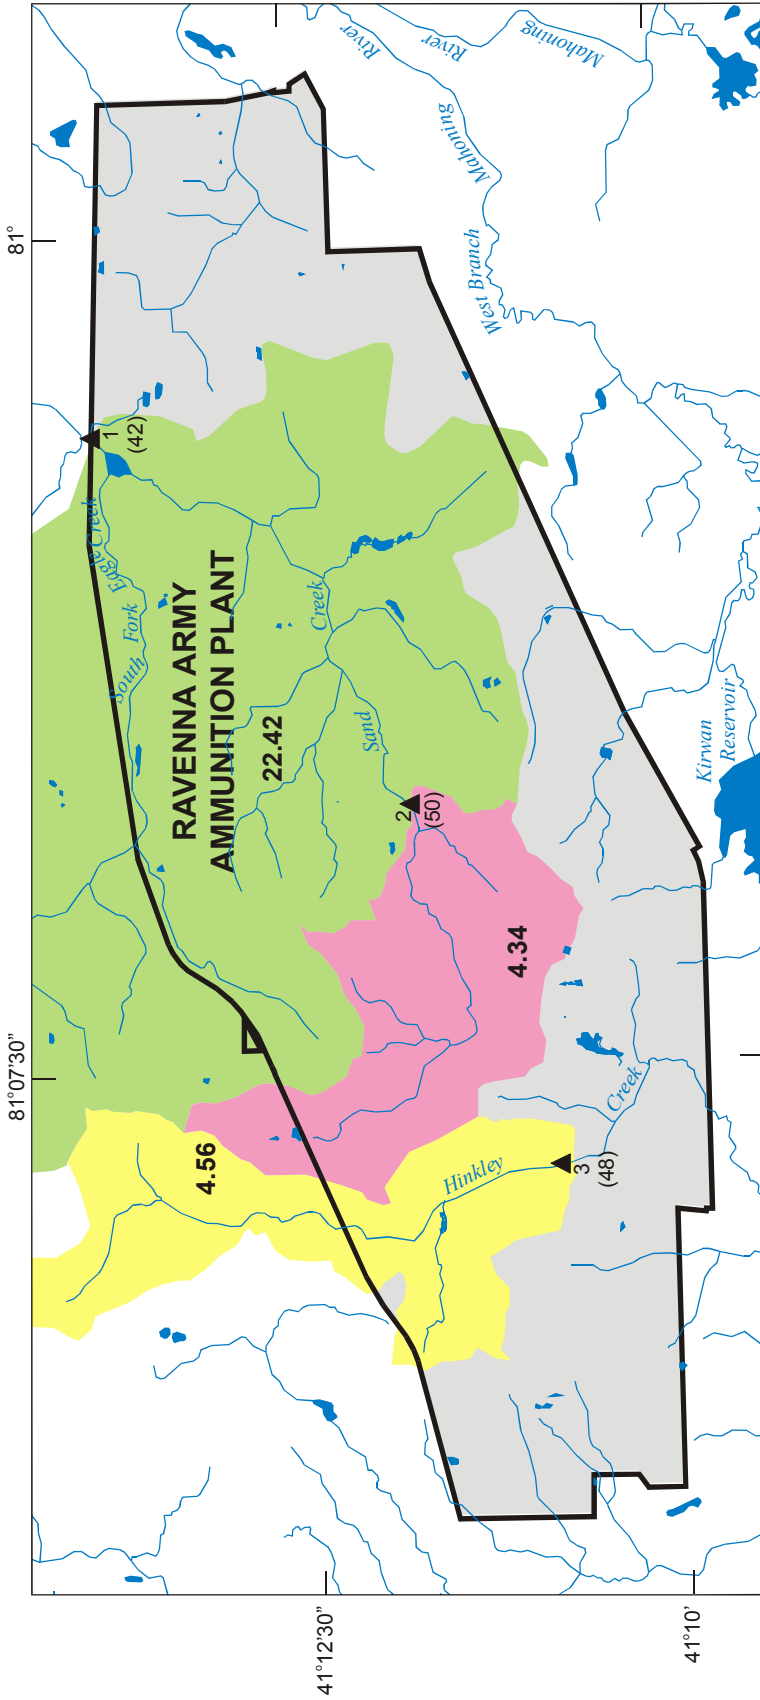 81°07'30”
81°
41°12'30”
41°10'
RAVENNA ARMY
AMMUNITION PLANT
22.42
4.56
4.34
1
(42)
2
(50)
3
(48)
South Fork Eagle Creek
Sand Creek
Hinkley Creek
West Branch Mahoning River
Mahoning River
Kirwan
Reservoir